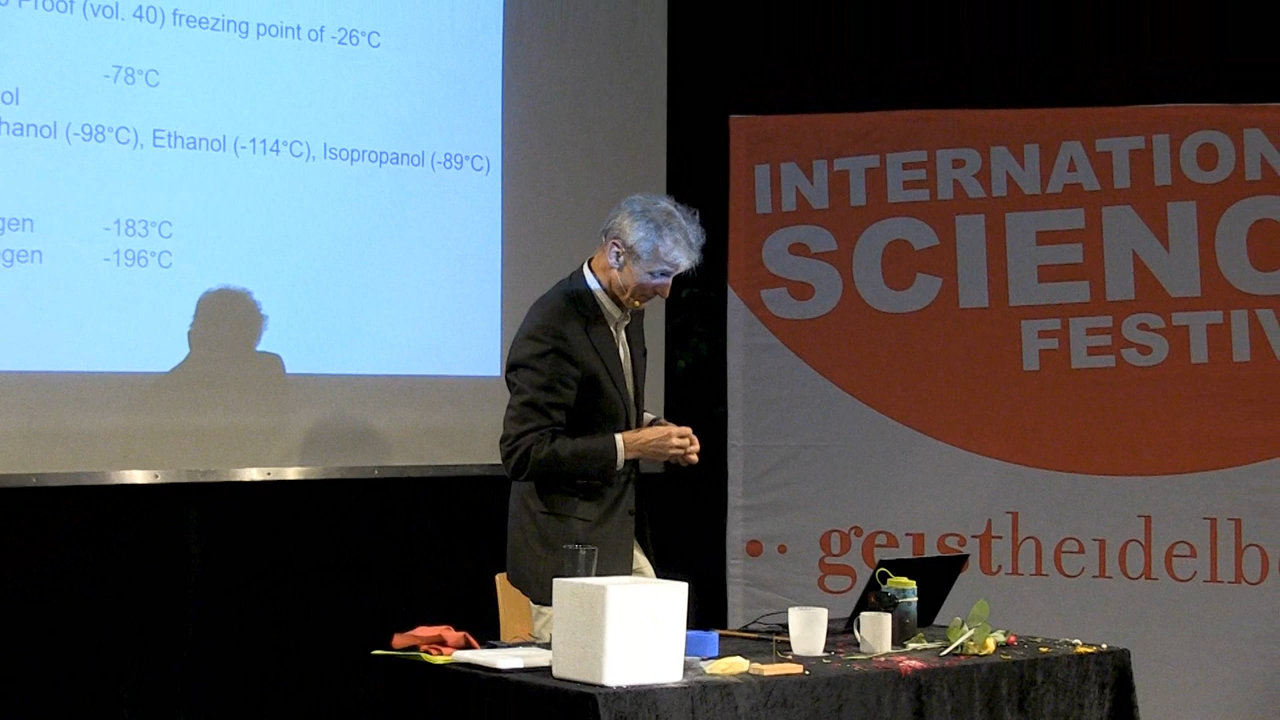 Proof (vol. 40) freezing point of -26°C
-78°C
ol
hanol (-98°C), Ethanol (-114°C), Isopropanol (-89°C)
gen -183°C
gen -196°C
INTERNATION
SCIENC
FESTIV
geistheidelb